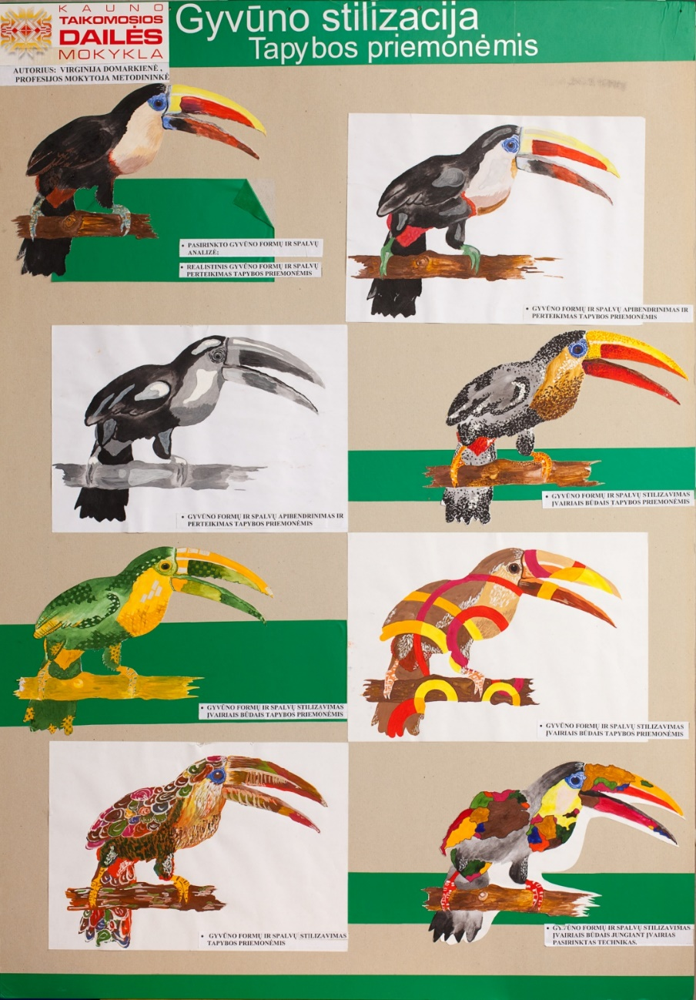 KAUNO
TAIKOMOSIOS
DAILĖS
MOKYKLA
Gyvūno stilizacija
Tapybos priemonėmis
AUTORIUS: VIRGINIJA DOMARKIENĖ ,
PROFESIJOS MOKYTOJA METODININKĖ
• PASIRINKTO GYVŪNO FORMŲ IR SPALVŲ
ANALIZĖ;
• REALISTINIS GYVŪNO FORMŲ IR SPALVŲ
PERTEIKIMAS TAPYBOS PRIEMONĖMIS
• GYVŪNO FORMŲ IR SPALVŲ APIBENDRINIMAS IR
PERTEIKIMAS TAPYBOS PRIEMONĖMIS
• GYVŪNO FORMŲ IR SPALVŲ APIBENDRINIMAS IR
PERTEIKIMAS TAPYBOS PRIEMONĖMIS
• GYVŪNO FORMŲ IR SPALVŲ STILIZAVIMAS
ĮVAIRIAIS BŪDAIS TAPYBOS PRIEMONĖMIS
• GYVŪNO FORMŲ IR SPALVŲ STILIZAVIMAS
ĮVAIRIAIS BŪDAIS TAPYBOS PRIEMONĖMIS
• GYVŪNO FORMŲ IR SPALVŲ STILIZAVIMAS
ĮVAIRIAIS BŪDAIS TAPYBOS PRIEMONĖMIS
• GYVŪNO FORMŲ IR SPALVŲ STILIZAVIMAS
TAPYBOS PRIEMONĖMIS
• GYVŪNO FORMŲ IR SPALVŲ STILIZAVIMAS
ĮVAIRIAIS BŪDAIS JUNGIANT ĮVAIRIAS
PASIRINKTAS TECHNIKAS.